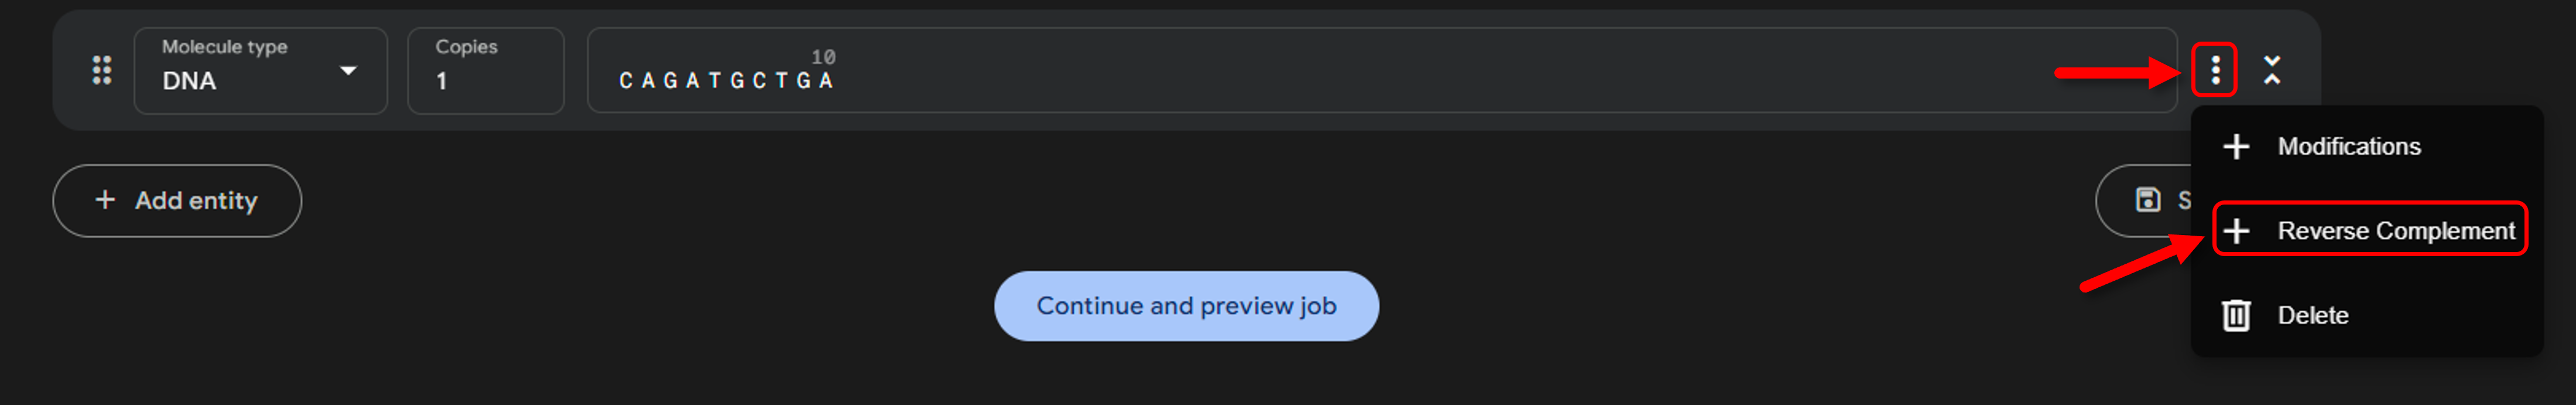 Molecule type
DNA
Copies
1
10
CAGATGCTGA
Modifications
Add entity
S
Reverse Complement
Continue and preview job
Delete